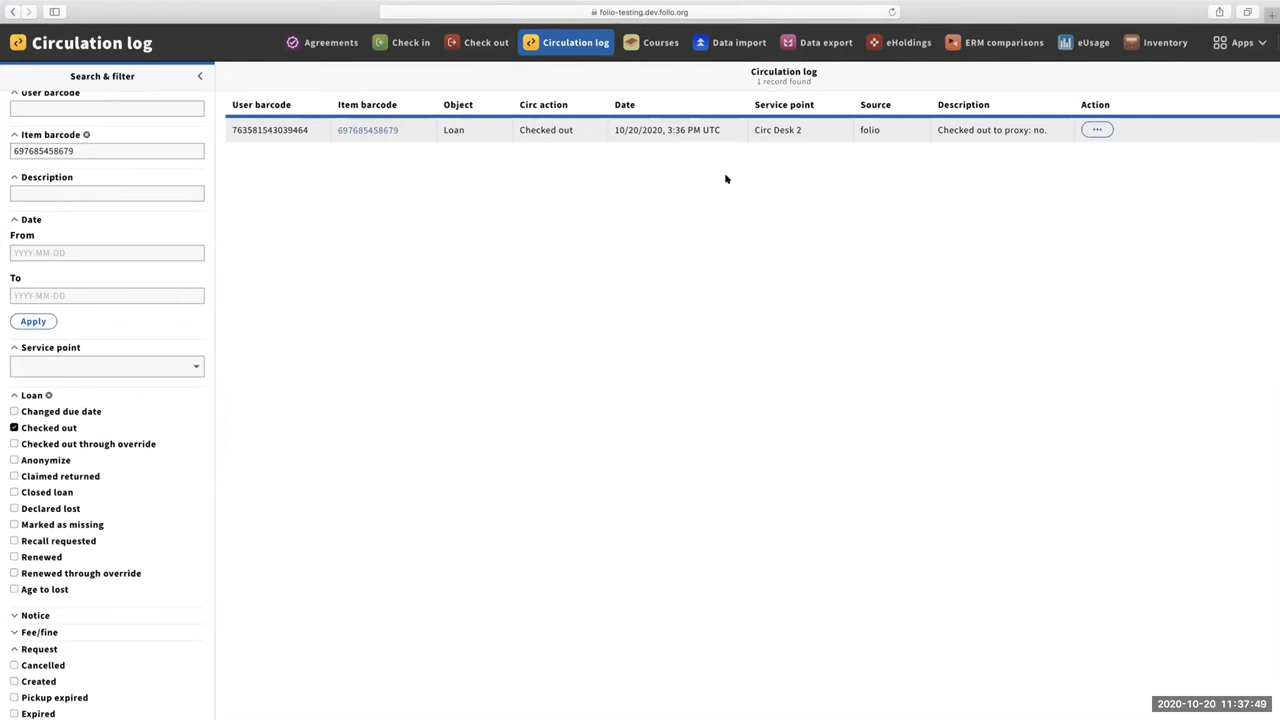 folio-testing.dev.folio.org
Circulation log
Agreements
Check in
Check out
Circulation log
Courses
Data import
Data export
eHoldings
ERM comparisons
eUsage
Inventory
Apps
Search & filter
Circulation log
1 record found
User barcode
Item barcode
697685458679
Description
Date
From
YYYY-MM-DD
To
YYYY-MM-DD
Apply
Service point
Loan
Changed due date
Checked out
Checked out through override
Anonymize
Claimed returned
Closed loan
Declared lost
Marked as missing
Recall requested
Renewed
Renewed through override
Age to lost
Notice
Fee/fine
Request
Cancelled
Created
Pickup expired
Expired
User barcode Item barcode Object Circ action Date Service point Source Description Action
763581543039464 697685458679 Loan Checked out 10/20/2020, 3:36 PM UTC Circ Desk 2 folio Checked out to proxy: no.
2020-10-20 11:37:49